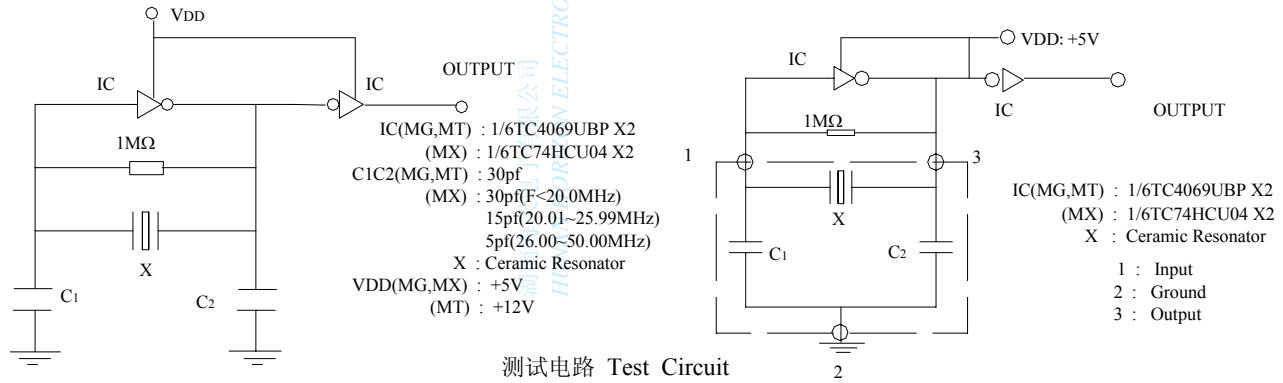 VDD
IC
IC
OUTPUT
1MΩ
X
C1
C2
IC(MG,MT) : 1/6TC4069UBP X2
(MX) : 1/6TC74HCU04 X2
C1C2(MG,MT) : 30pf
(MX) : 30pf(F<20.0MHz)
15pf(20.01~25.99MHz)
5pf(26.00~50.00MHz)
X : Ceramic Resonator
VDD(MG,MX) : +5V
(MT) : +12V
VDD: +5V
IC
IC
OUTPUT
1MΩ
1
3
X
C1
C2
2
IC(MG,MT) : 1/6TC4069UBP X2
(MX) : 1/6TC74HCU04 X2
X : Ceramic Resonator
1 : Input
2 : Ground
3 : Output
测试电路 Test Circuit